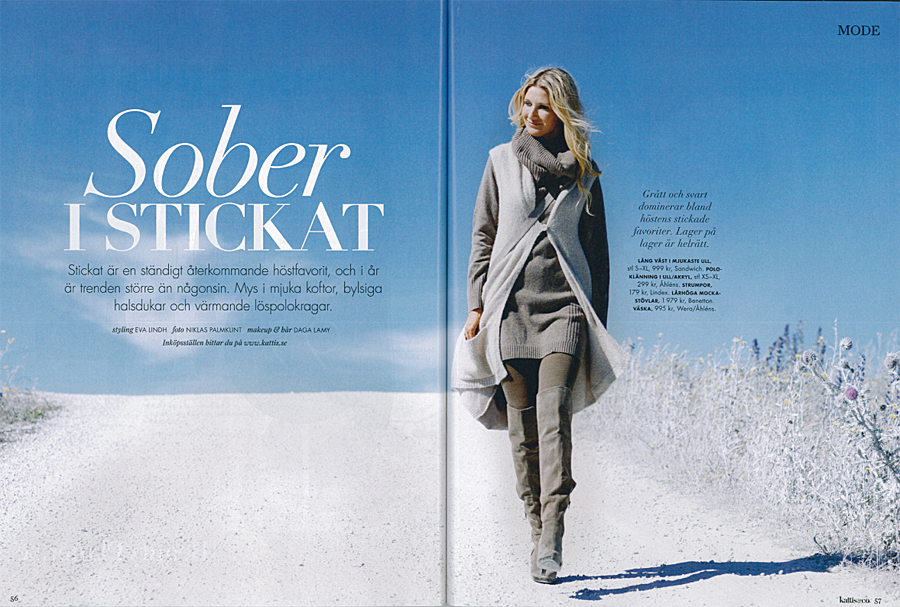 Sober
I STICKAT
Stickat är en ständigt återkommande höstfavorit, och i år
är trenden större än någonsin. Mys i mjuka koftor, bylsiga
halsdukar och värmande löspolokragar.
styling EVA LINDH foto NIKLAS PALMKLINT makeup & hår DAGA LAMY
Inköpsställen hittar du på www.kattis.se
56
MODE
Grått och svart
dominerar bland
höstens stickade
favoriter. Lager på
lager är helrätt.
LÅNG VÄST I MJUKASTE ULL,
stl S–XL, 999 kr, Sandwich. POLO-
KLÄNNING I ULL/AKRYL, stl XS–XL,
299 kr, Åhléns. STRUMPOR,
179 kr, Lindex. LÅRHÖGA MOCKA-
STÖVLAR, 1 979 kr, Benetton.
VÄSKA, 995 kr, Wera/Åhléns.
kattis&co 57